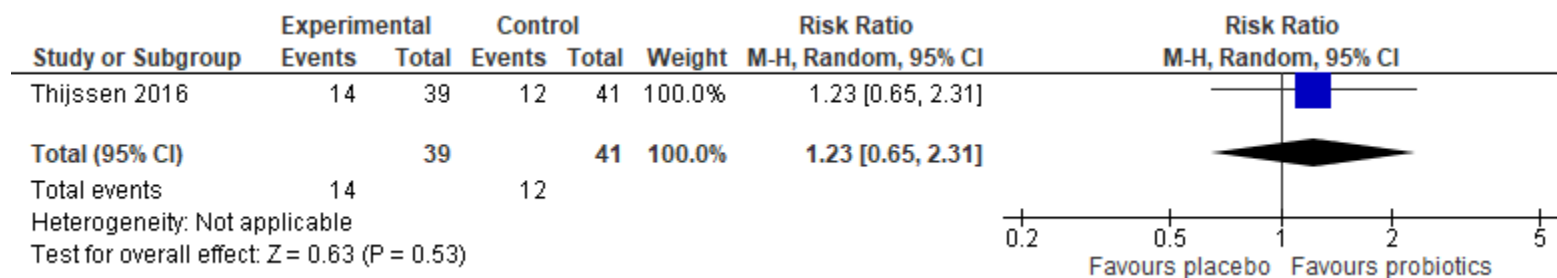 Experimental Control Risk Ratio Risk Ratio
Study or Subgroup Events Total Events Total Weight M-H, Random, 95% CI M-H, Random, 95% CI
Thijssen 2016 14 39 12 41 100.0% 1.23 [0.65, 2.31]
Total (95% CI) 39 41 100.0% 1.23 [0.65, 2.31]
Total events 14 12
Heterogeneity: Not applicable
Test for overall effect: Z = 0.63 (P = 0.53)
0.2 0.5 1 2 5
Favours placebo Favours probiotics